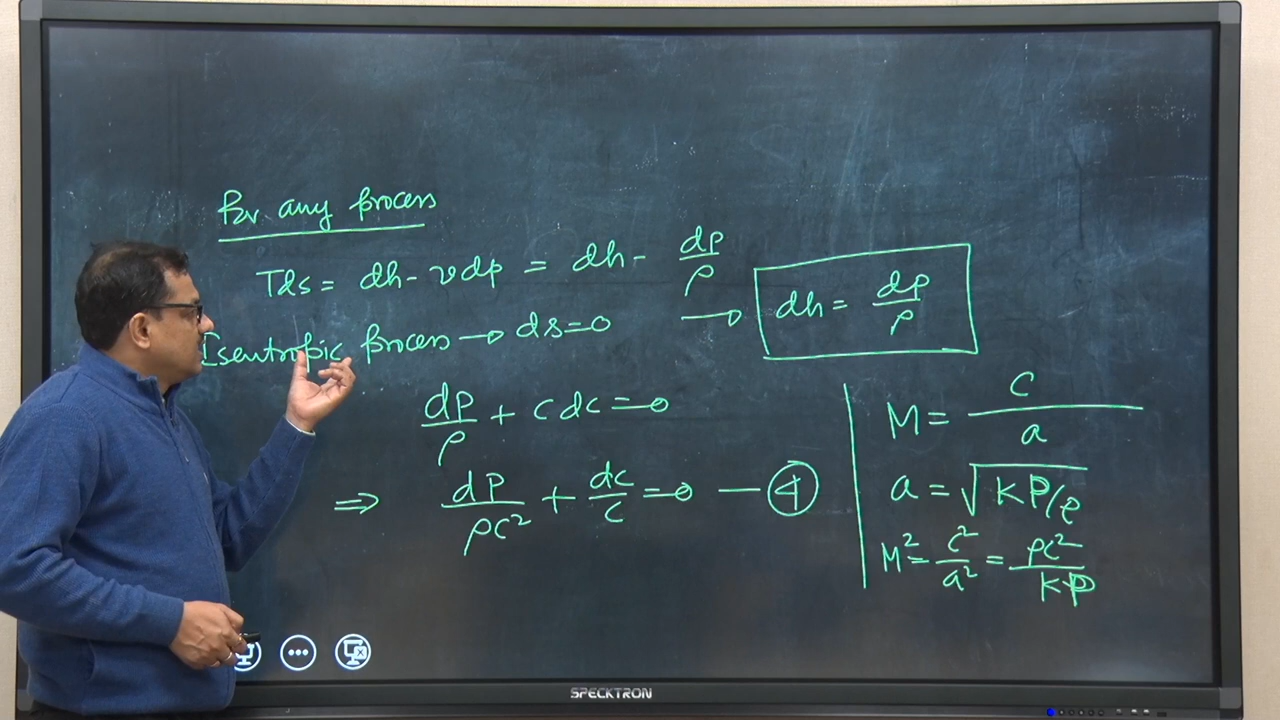 For any process
Tds = dh - vdp = dh - dp/ρ
→ dh = dp/ρ
Isentropic process → ds=0
dp/ρ + c dc = 0
⇒ dp/ρc² + dc/c = 0 — ④
M = c/a
a = √KP/ρ
M² = c²/a² = ρc²/KP
SPECKTRON